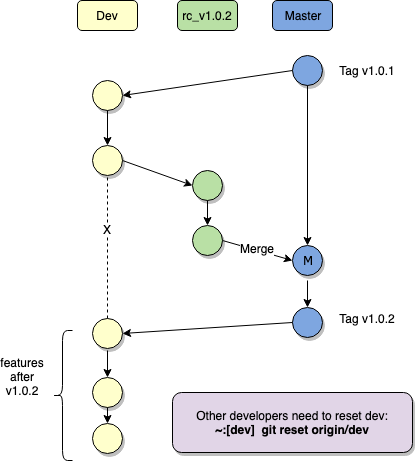 Dev
rc_v1.0.2
Master
Tag v1.0.1
X
Merge
M
Tag v1.0.2
features
after
v1.0.2
Other developers need to reset dev:
~:[dev]  git reset origin/dev